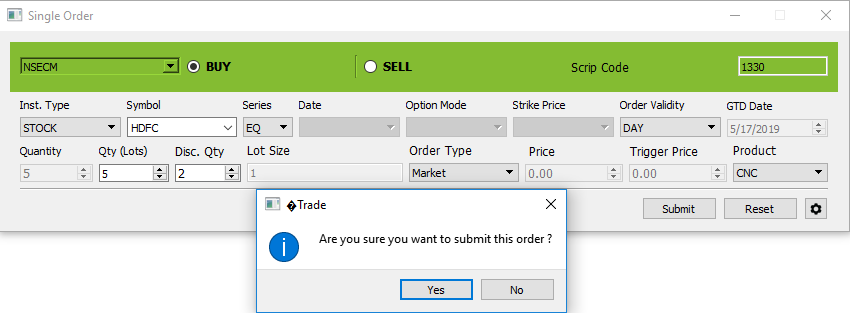 Single Order
NSECM BUY SELL Scrip Code 1330
Inst. Type Symbol Series Date Option Mode Strike Price Order Validity GTD Date
STOCK HDFC EQ DAY 5/17/2019
Quantity Qty (Lots) Disc. Qty Lot Size Order Type Price Trigger Price Product
5 5 2 1 Market 0.00 0.00 CNC
Submit Reset
�Trade
Are you sure you want to submit this order ?
Yes No